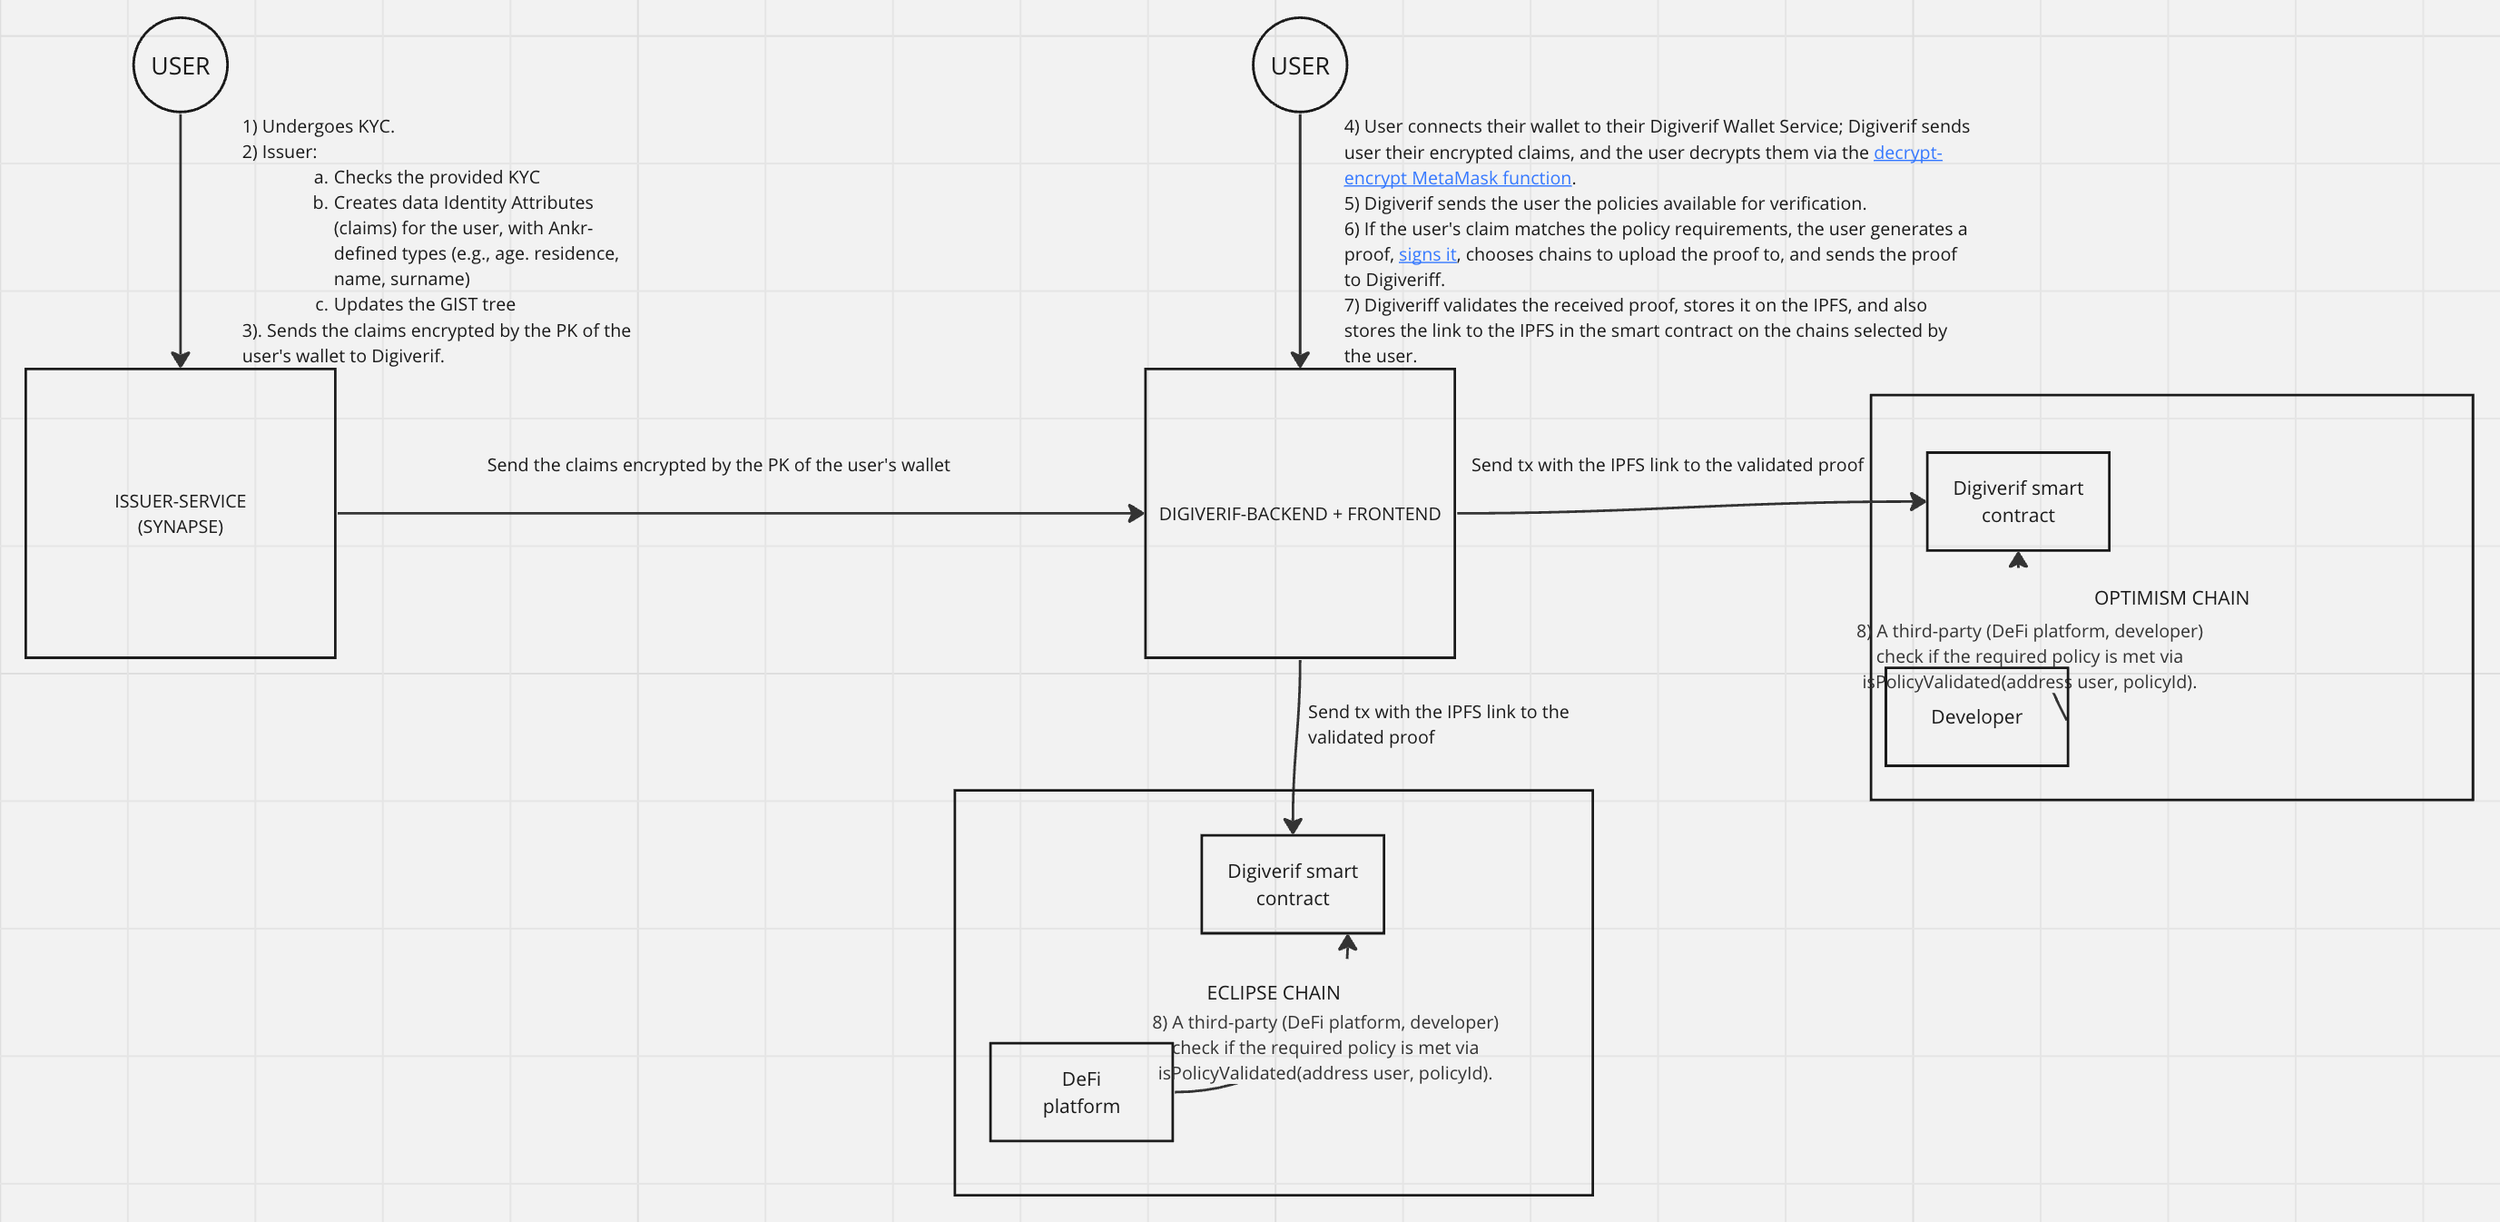 USER
1) Undergoes KYC.
2) Issuer:
a. Checks the provided KYC
b. Creates data Identity Attributes
(claims) for the user, with Ankr-
defined types (e.g., age. residence,
name, surname)
c. Updates the GIST tree
3). Sends the claims encrypted by the PK of the
user's wallet to Digiverif.
ISSUER-SERVICE
(SYNAPSE)
Send the claims encrypted by the PK of the user's wallet
USER
4) User connects their wallet to their Digiverif Wallet Service; Digiverif sends
user their encrypted claims, and the user decrypts them via the decrypt-
encrypt MetaMask function.
5) Digiverif sends the user the policies available for verification.
6) If the user's claim matches the policy requirements, the user generates a
proof, signs it, chooses chains to upload the proof to, and sends the proof
to Digiveriff.
7) Digiveriff validates the received proof, stores it on the IPFS, and also
stores the link to the IPFS in the smart contract on the chains selected by
the user.
DIGIVERIF-BACKEND + FRONTEND
Send tx with the IPFS link to the validated proof
Digiverif smart
contract
OPTIMISM CHAIN
8) A third-party (DeFi platform, developer)
check if the required policy is met via
isPolicyValidated(address user, policyId).
Developer
Send tx with the IPFS link to the
validated proof
Digiverif smart
contract
ECLIPSE CHAIN
8) A third-party (DeFi platform, developer)
check if the required policy is met via
isPolicyValidated(address user, policyId).
DeFi
platform